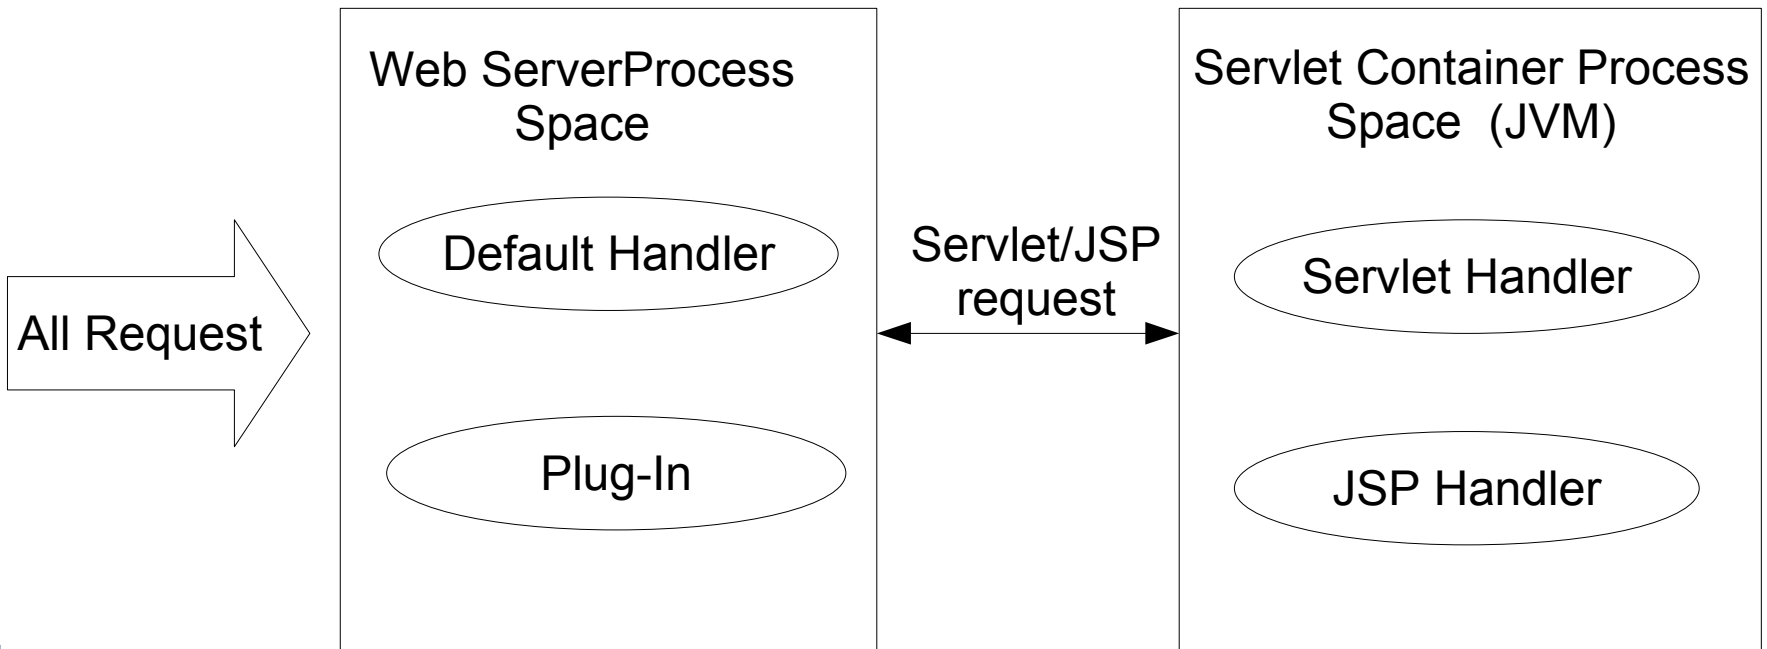 All Request
Web ServerProcess
Space
Default Handler
Plug-In
Servlet/JSP
request
Servlet Container Process
Space (JVM)
Servlet Handler
JSP Handler